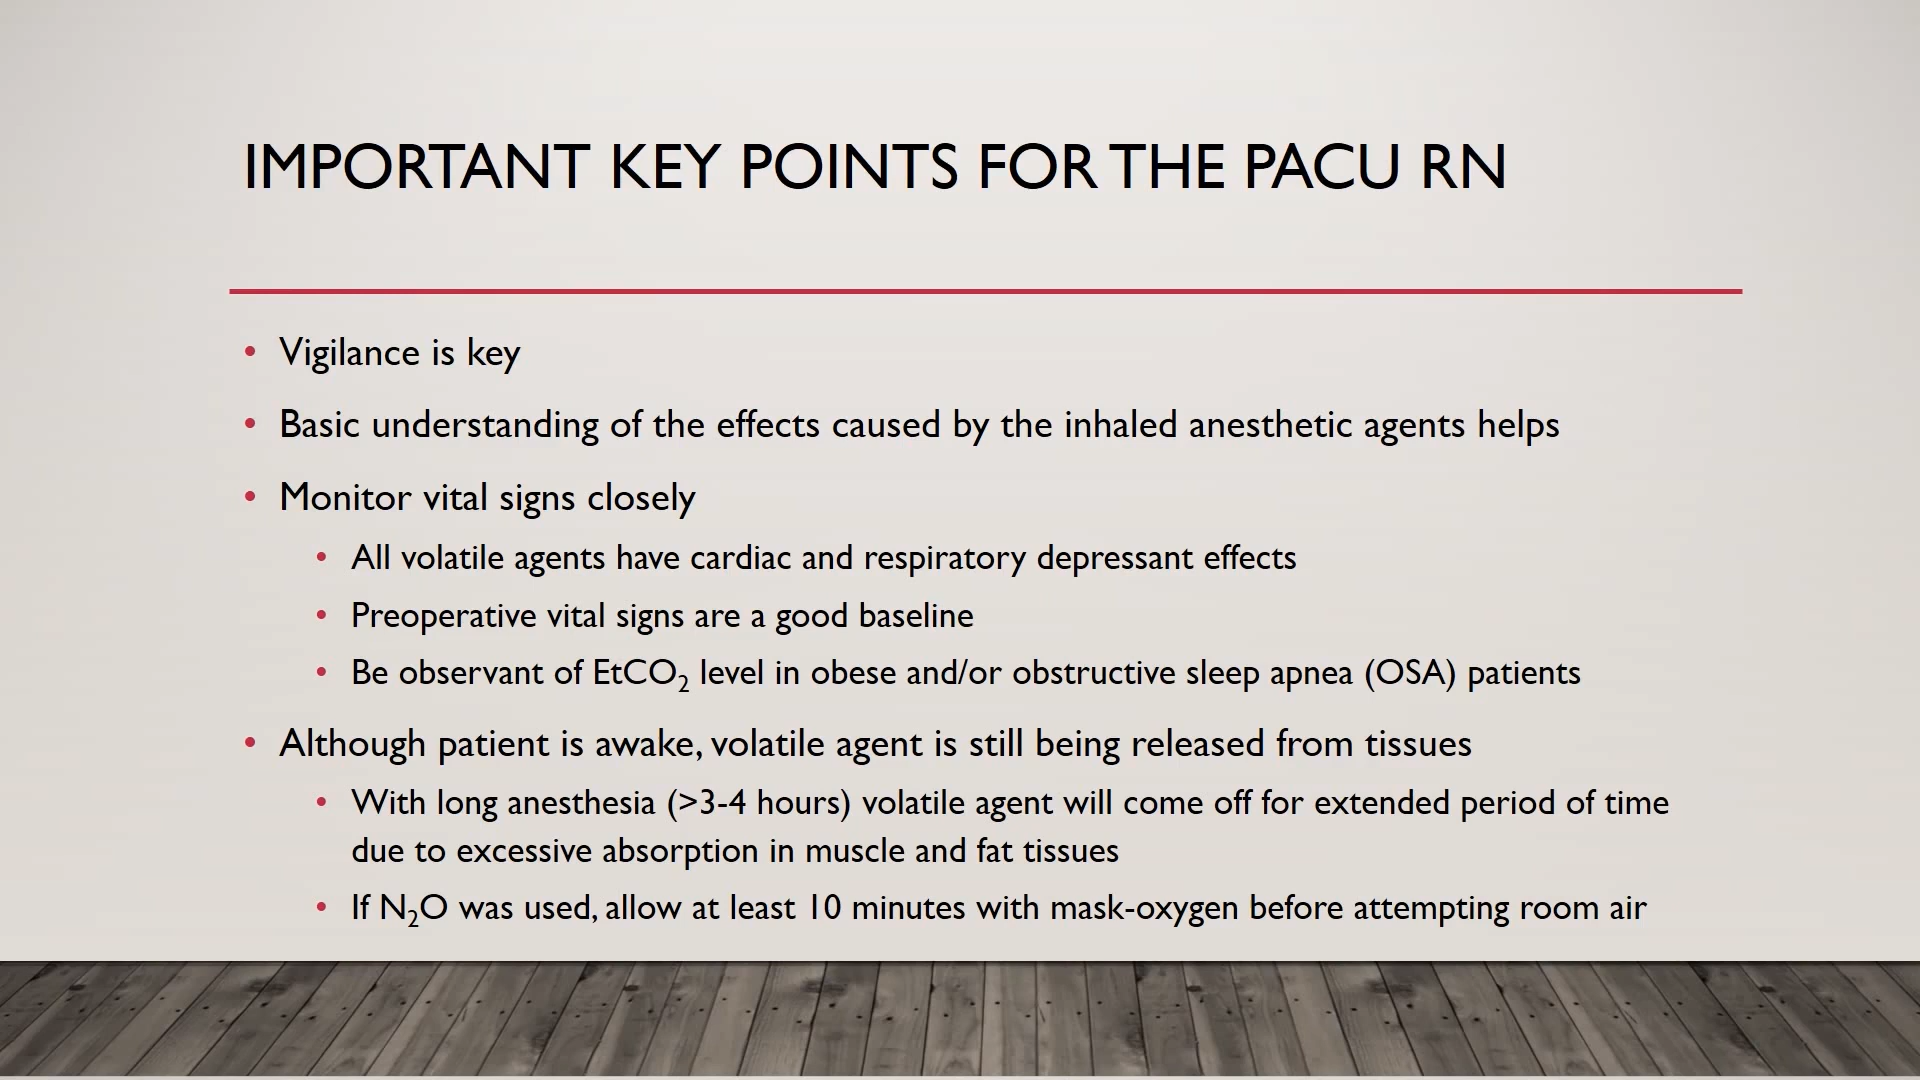 IMPORTANT KEY POINTS FOR THE PACU RN
• Vigilance is key
• Basic understanding of the effects caused by the inhaled anesthetic agents helps
• Monitor vital signs closely
• All volatile agents have cardiac and respiratory depressant effects
• Preoperative vital signs are a good baseline
• Be observant of EtCO₂ level in obese and/or obstructive sleep apnea (OSA) patients
• Although patient is awake, volatile agent is still being released from tissues
• With long anesthesia (>3-4 hours) volatile agent will come off for extended period of time
due to excessive absorption in muscle and fat tissues
• If N₂O was used, allow at least 10 minutes with mask-oxygen before attempting room air